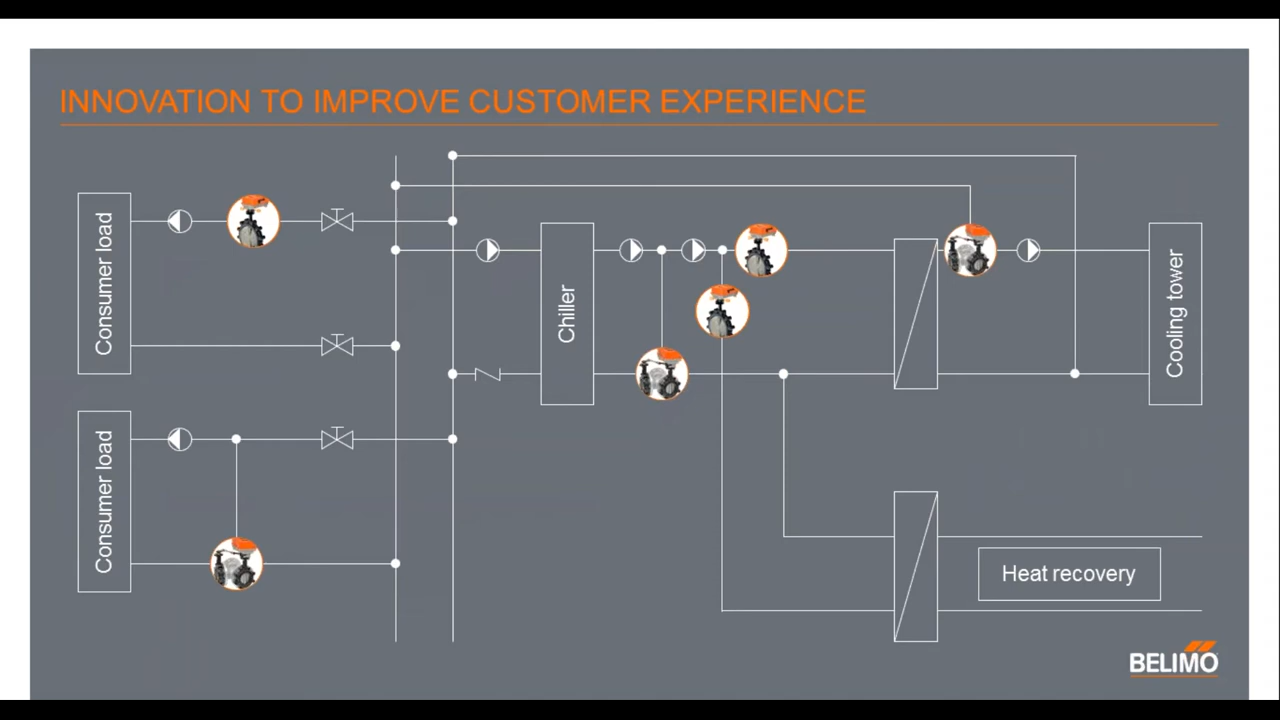 INNOVATION TO IMPROVE CUSTOMER EXPERIENCE
Consumer load
Chiller
Cooling tower
Consumer load
Heat recovery
BELIMO